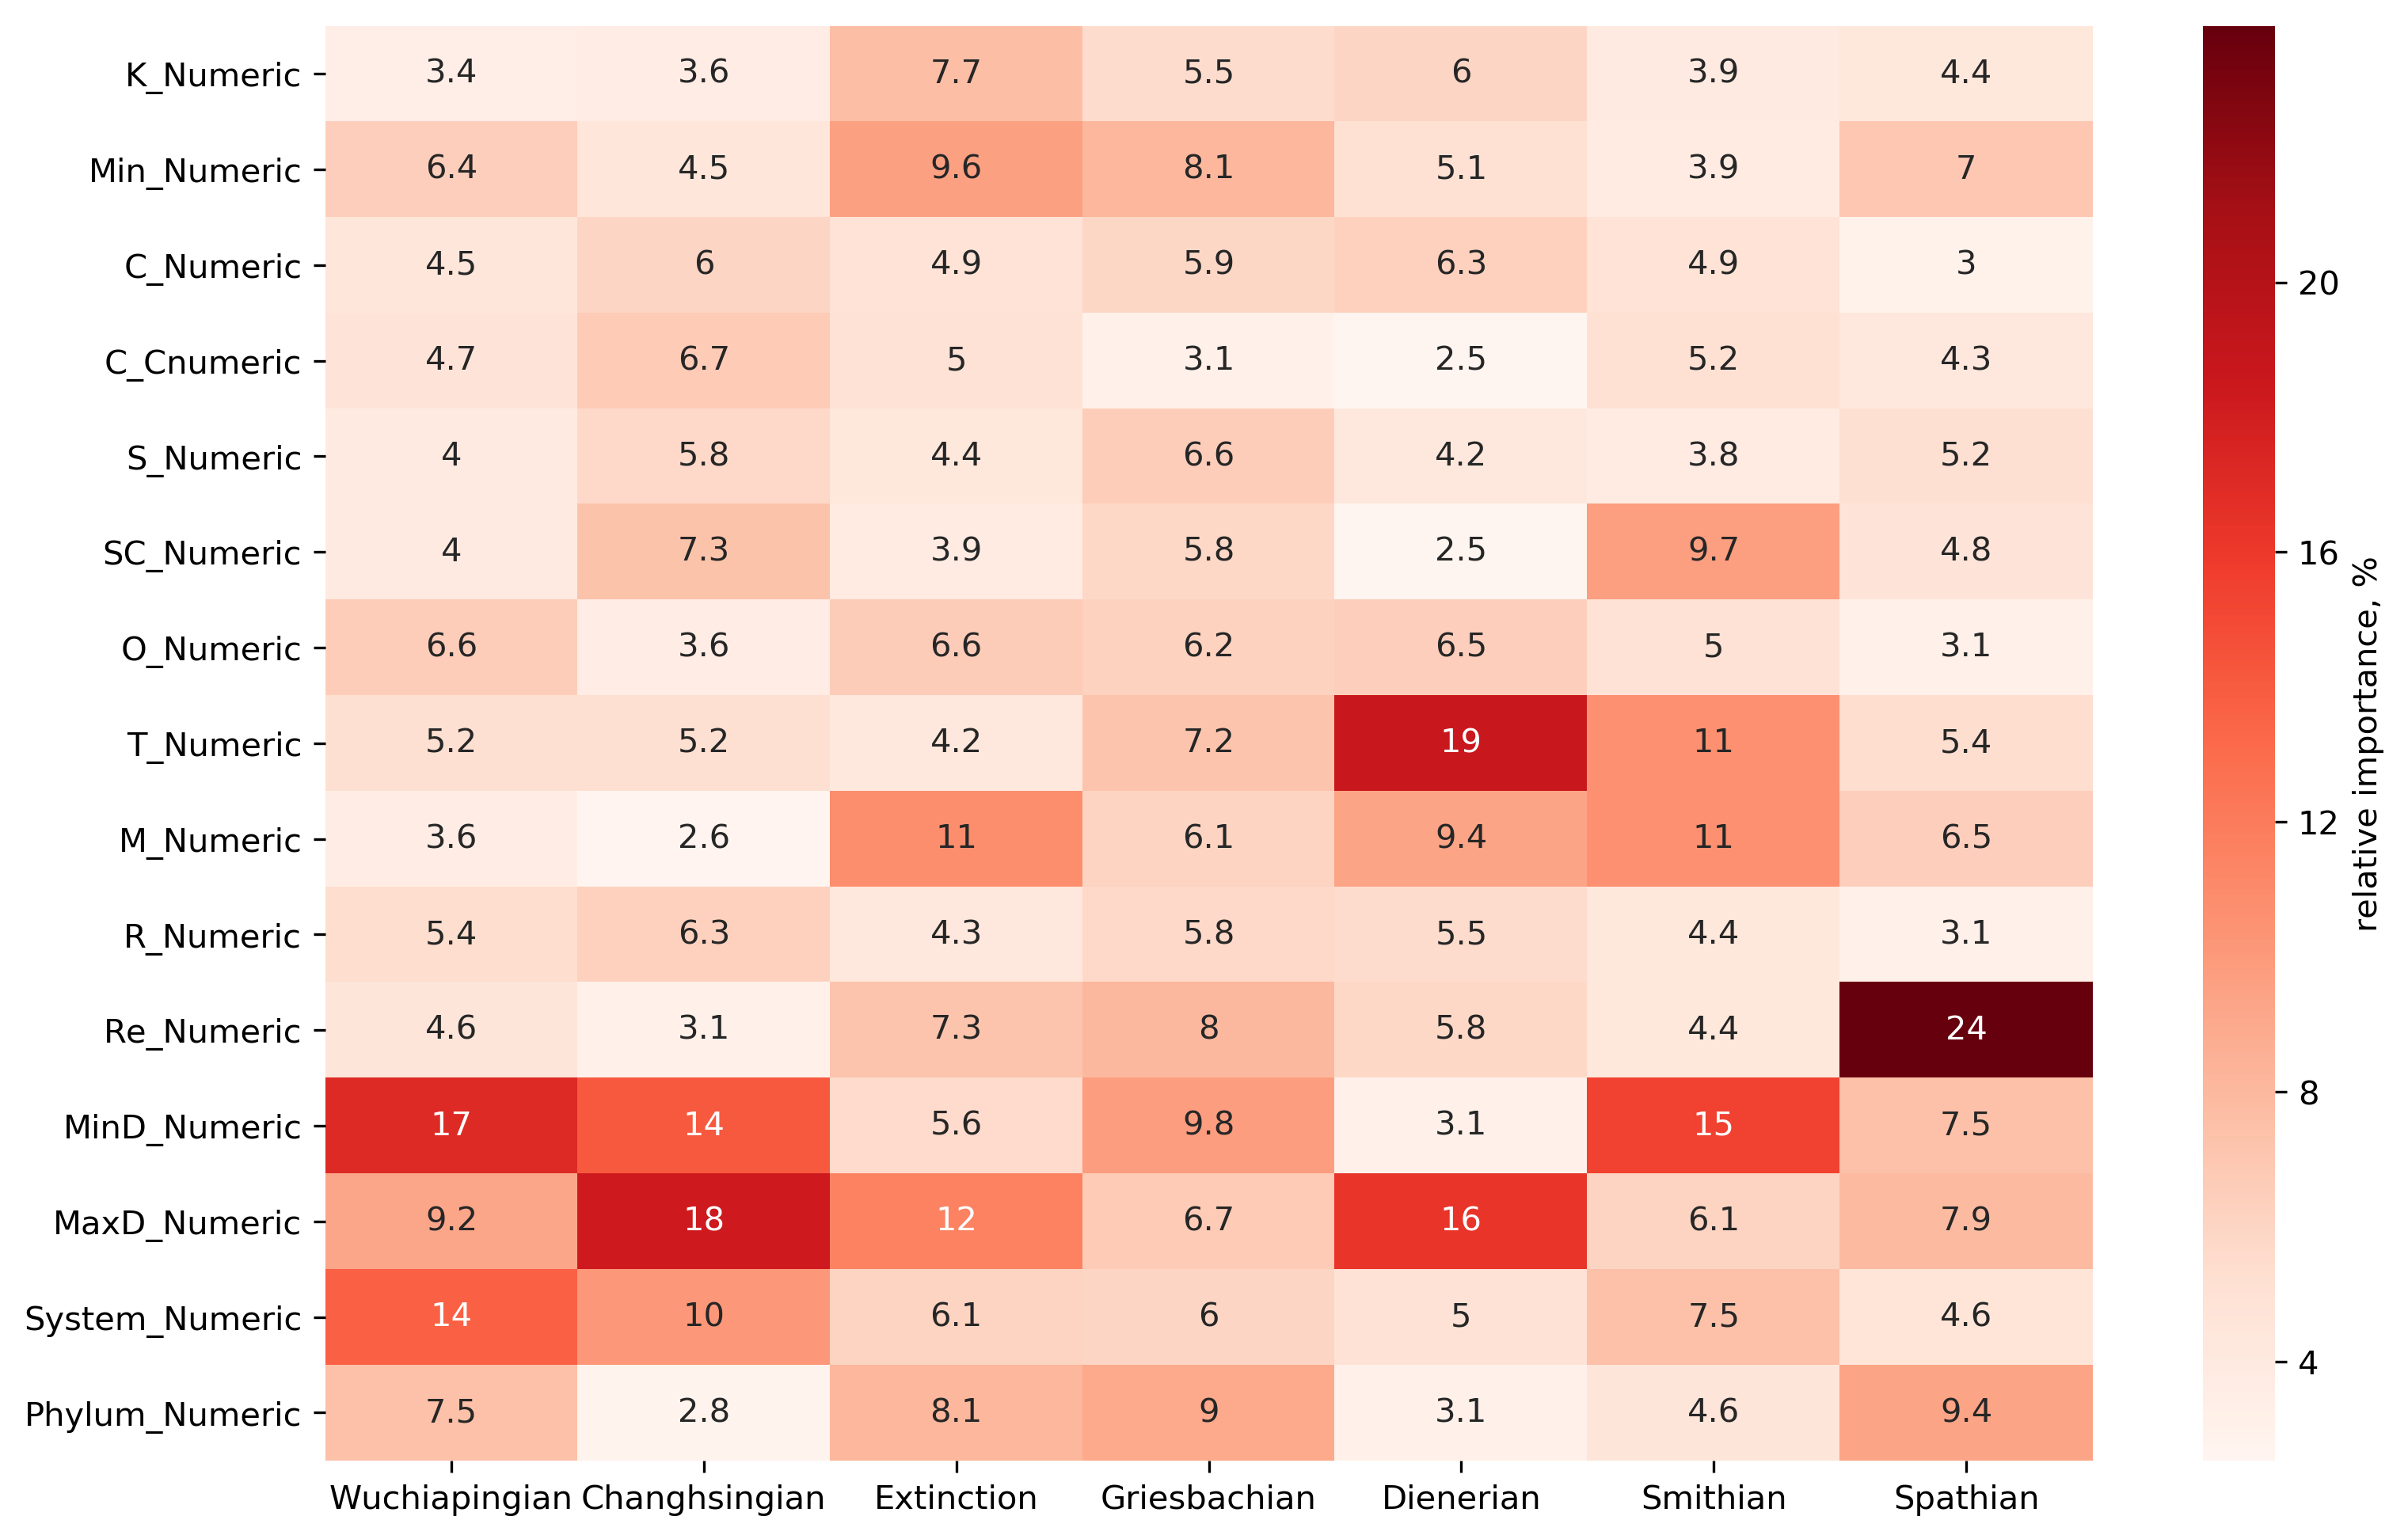 K_Numeric 3.4 3.6 7.7 5.5 6 3.9 4.4
Min_Numeric 6.4 4.5 9.6 8.1 5.1 3.9 7
C_Numeric 4.5 6 4.9 5.9 6.3 4.9 3
C_Cnumeric 4.7 6.7 5 3.1 2.5 5.2 4.3
S_Numeric 4 5.8 4.4 6.6 4.2 3.8 5.2
SC_Numeric 4 7.3 3.9 5.8 2.5 9.7 4.8
O_Numeric 6.6 3.6 6.6 6.2 6.5 5 3.1
T_Numeric 5.2 5.2 4.2 7.2 19 11 5.4
M_Numeric 3.6 2.6 11 6.1 9.4 11 6.5
R_Numeric 5.4 6.3 4.3 5.8 5.5 4.4 3.1
Re_Numeric 4.6 3.1 7.3 8 5.8 4.4 24
MinD_Numeric 17 14 5.6 9.8 3.1 15 7.5
MaxD_Numeric 9.2 18 12 6.7 16 6.1 7.9
System_Numeric 14 10 6.1 6 5 7.5 4.6
Phylum_Numeric 7.5 2.8 8.1 9 3.1 4.6 9.4
Wuchiapingian Changhsingian Extinction Griesbachian Dienerian Smithian Spathian
20
16
12
8
4
relative importance, %